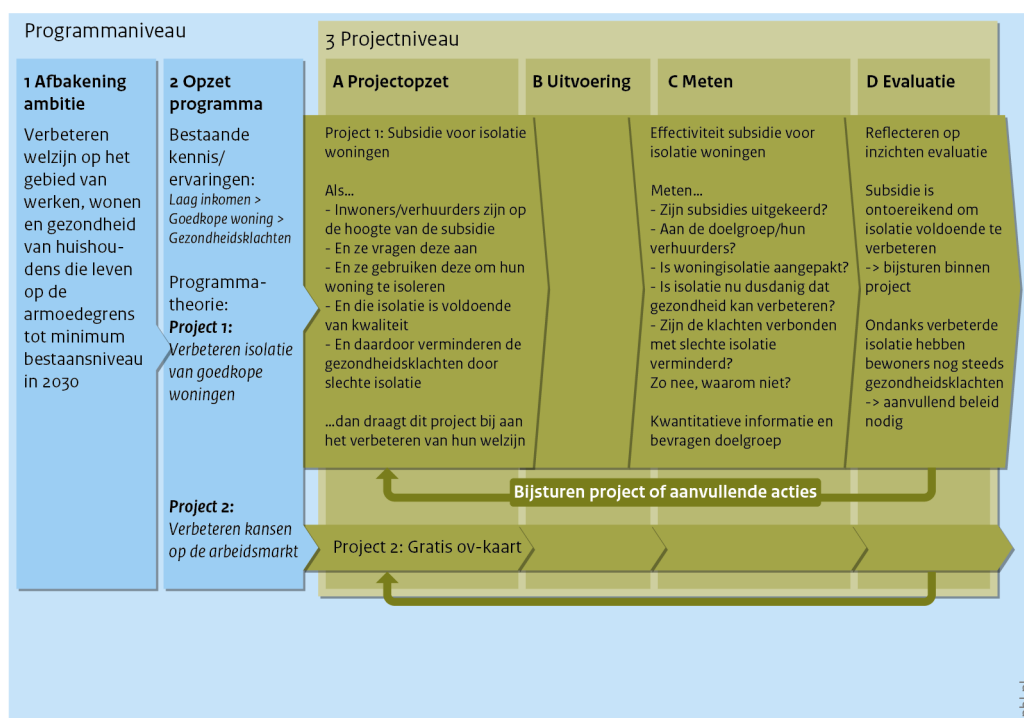 Programmaniveau
1 Afbakening
ambitie
Verbeteren
welzijn op het
gebied van
werken, wonen
en gezondheid
van huishou-
dens die leven
op de
armoedegrens
tot minimum
bestaansniveau
in 2030
2 Opzet
programma
Bestaande
kennis/
ervaringen:
Laag inkomen >
Goedkope woning >
Gezondheidsklachten
Programma-
theorie:
Project 1:
Verbeteren isolatie
van goedkope
woningen
Project 2:
Verbeteren kansen
op de arbeidsmarkt
3 Projectniveau
A Projectopzet
Project 1: Subsidie voor isolatie
woningen
Als...
- Inwoners/verhuurders zijn op
de hoogte van de subsidie
- En ze vragen deze aan
- En ze gebruiken deze om hun
woning te isoleren
- En die isolatie is voldoende
van kwaliteit
- En daardoor verminderen de
gezondheidsklachten door
slechte isolatie
...dan draagt dit project bij aan
het verbeteren van hun welzijn
B Uitvoering
C Meten
Effectiviteit subsidie voor
isolatie woningen
Meten...
- Zijn subsidies uitgekeerd?
- Aan de doelgroep/hun
verhuurders?
- Is woningisolatie aangepakt?
- Is isolatie nu dusdanig dat
gezondheid kan verbeteren?
- Zijn de klachten verbonden
met slechte isolatie
verminderd?
Zo nee, waarom niet?
Kwantitatieve informatie en
bevragen doelgroep
D Evaluatie
Reflecteren op
inzichten evaluatie
Subsidie is
ontoereikend om
isolatie voldoende te
verbeteren
-> bijsturen binnen
project
Ondanks verbeterde
isolatie hebben
bewoners nog steeds
gezondheidsklachten
-> aanvullend beleid
nodig
Bijsturen project of aanvullende acties
Project 2: Gratis ov-kaart